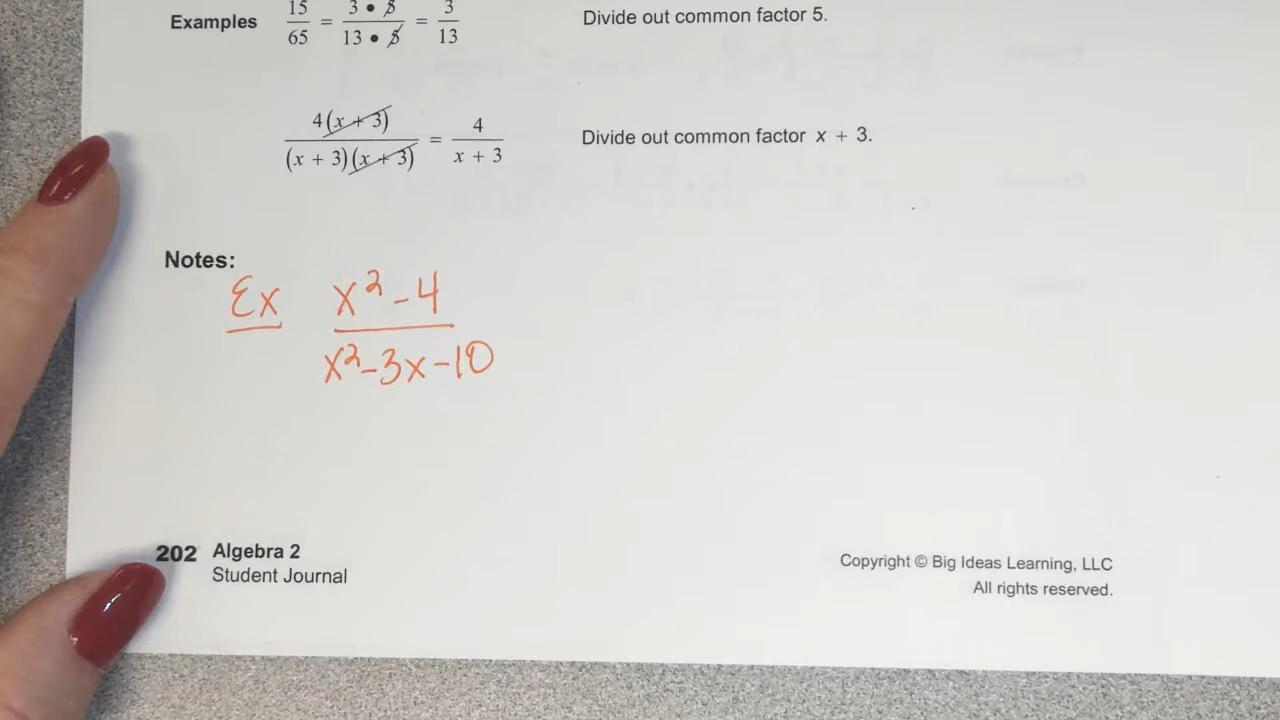 Examples 15/65 = 3 • 5/13 • 5 = 3/13 Divide out common factor 5.
4(x + 3)/(x + 3)(x + 3) = 4/x + 3 Divide out common factor x + 3.
Notes:
Ex x² - 4
x² - 3x - 10
202 Algebra 2
Student Journal
Copyright © Big Ideas Learning, LLC
All rights reserved.